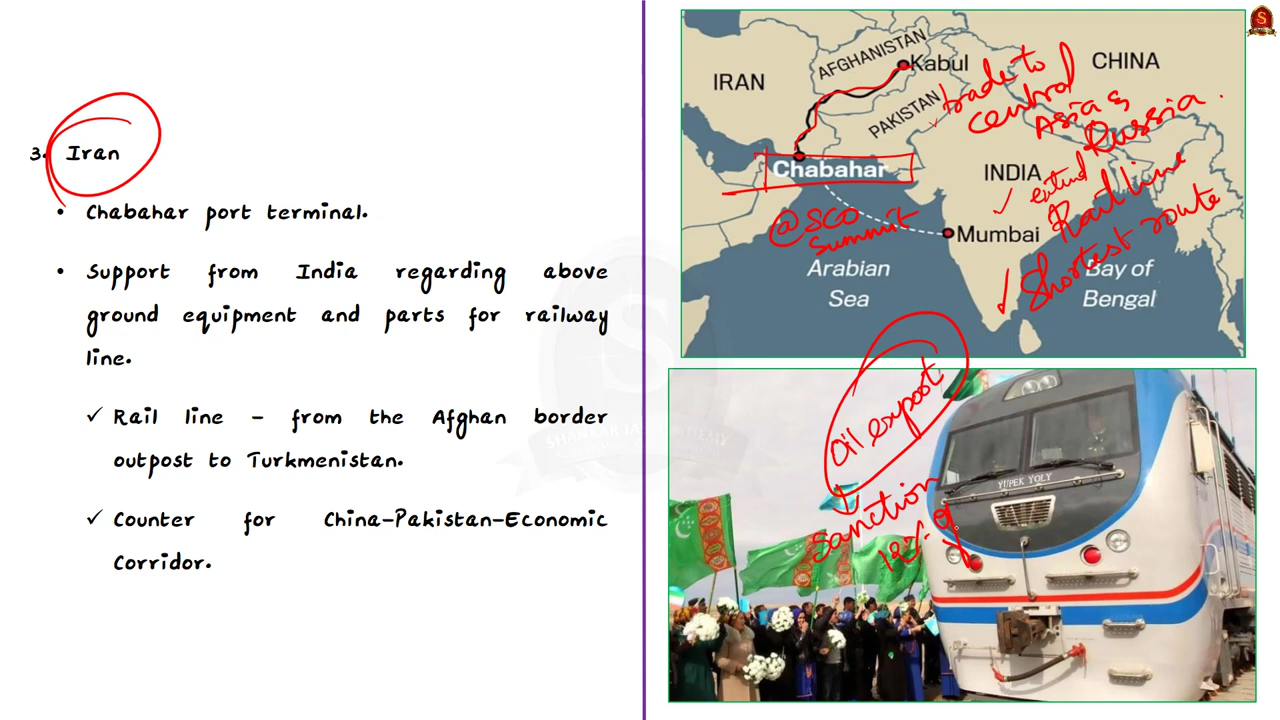 3. Iran
• Chabahar port terminal.
• Support from India regarding above
ground equipment and parts for railway
line.
✓ Rail line – from the Afghan border
outpost to Turkmenistan.
✓ Counter for China-Pakistan-Economic
Corridor.
IRAN
AFGHANISTAN
Kabul
CHINA
PAKISTAN
trade to
central
Asia &
Russia.
Chabahar
INDIA
✓ extend
Rail line
✓ Shortest route
@SCO
Summit
Mumbai
Arabian
Sea
Bay of
Bengal
Oil export
Sanction
12%
YUPEK YOLY